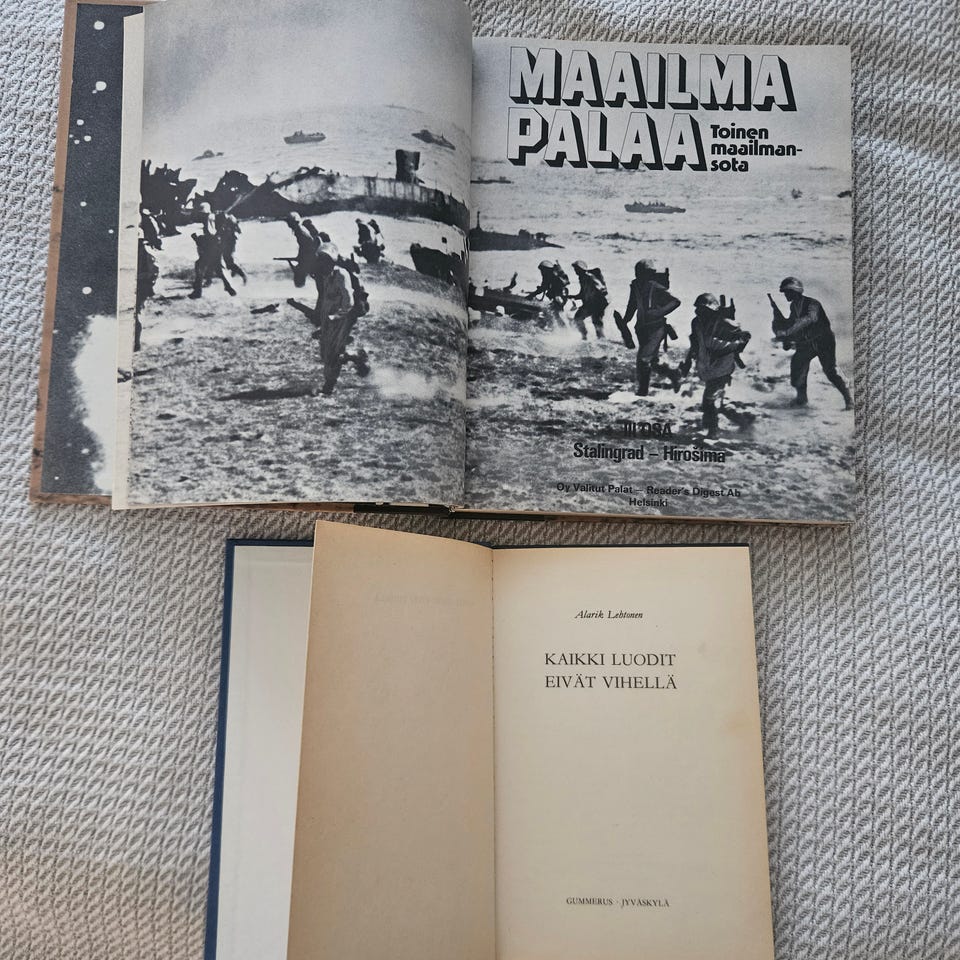 MAAILMA
PALAA
Toinen
maailman-
sota
III OSA
Stalingrad – Hirošima
Oy Valitut Palat — Reader's Digest Ab
Helsinki
Alarik Lehtonen
KAIKKI LUODIT
EIVÄT VIHELLÄ
GUMMERUS · JYVÄSKYLÄ